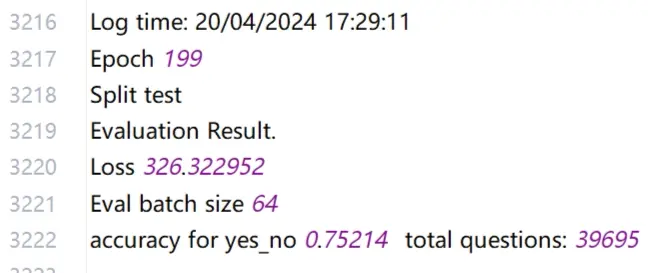 3216 Log time: 20/04/2024 17:29:11
3217 Epoch 199
3218 Split test
3219 Evaluation Result.
3220 Loss 326.322952
3221 Eval batch size 64
3222 accuracy for yes_no 0.75214 total questions: 39695